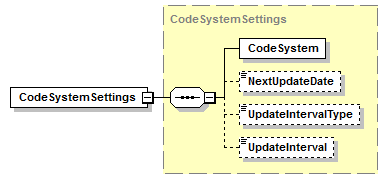 CodeSystemSettings
CodeSystem
NextUpdateDate
CodeSystemSettings
UpdateIntervalType
UpdateInterval